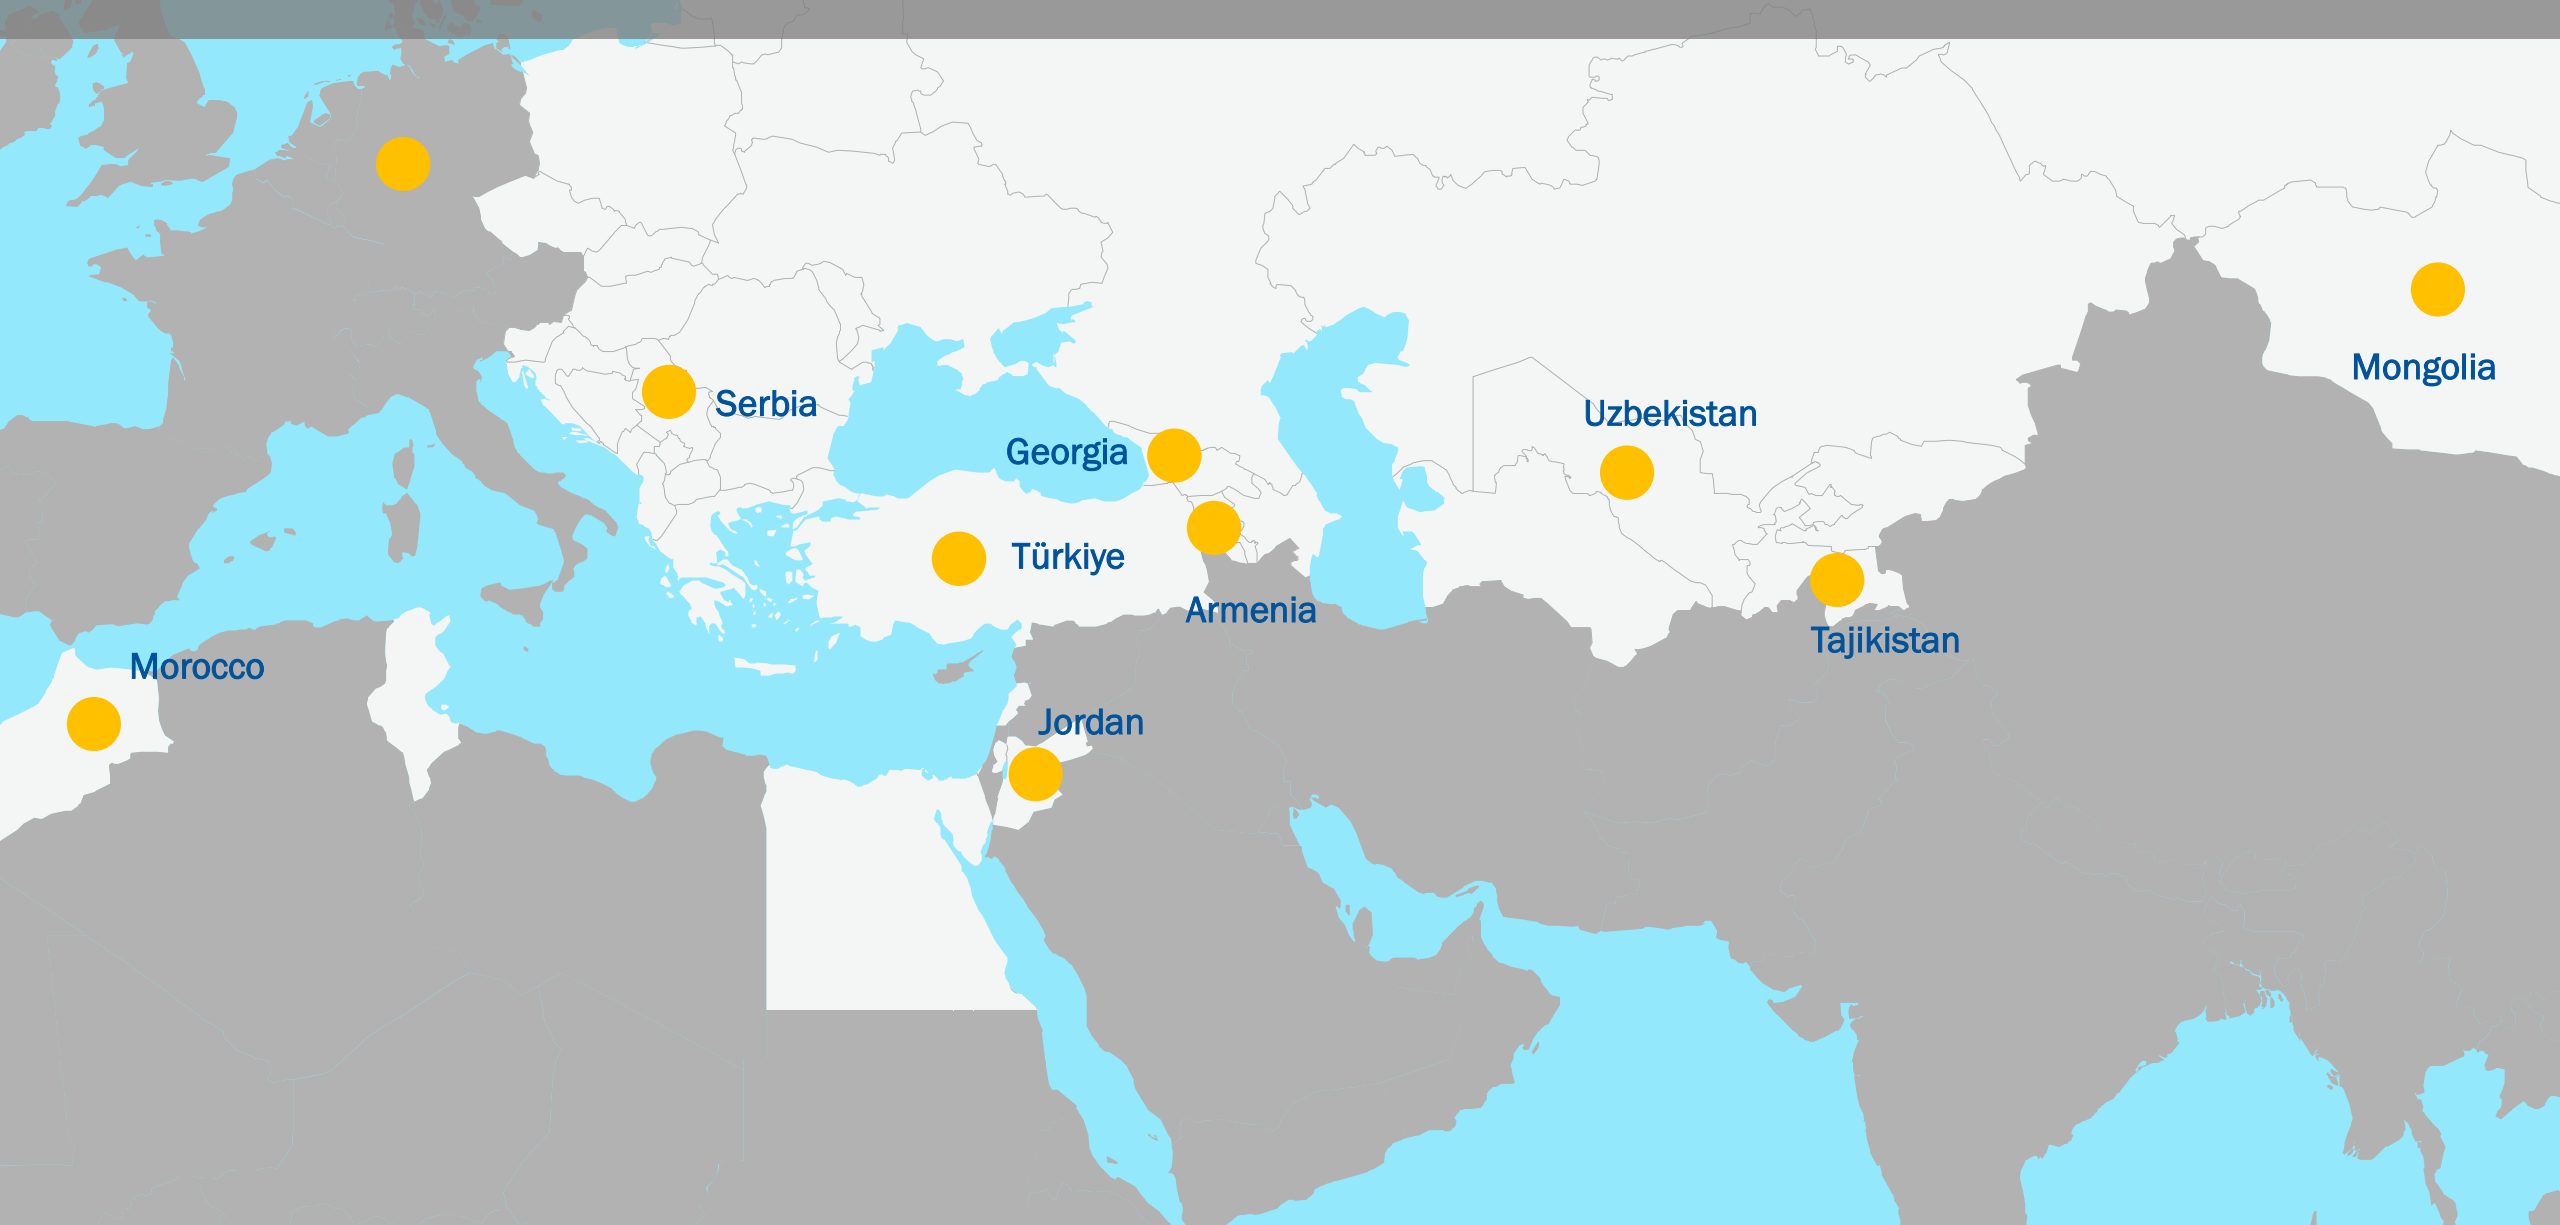 Mongolia
Serbia
Uzbekistan
Georgia
Türkiye
Armenia
Tajikistan
Morocco
Jordan